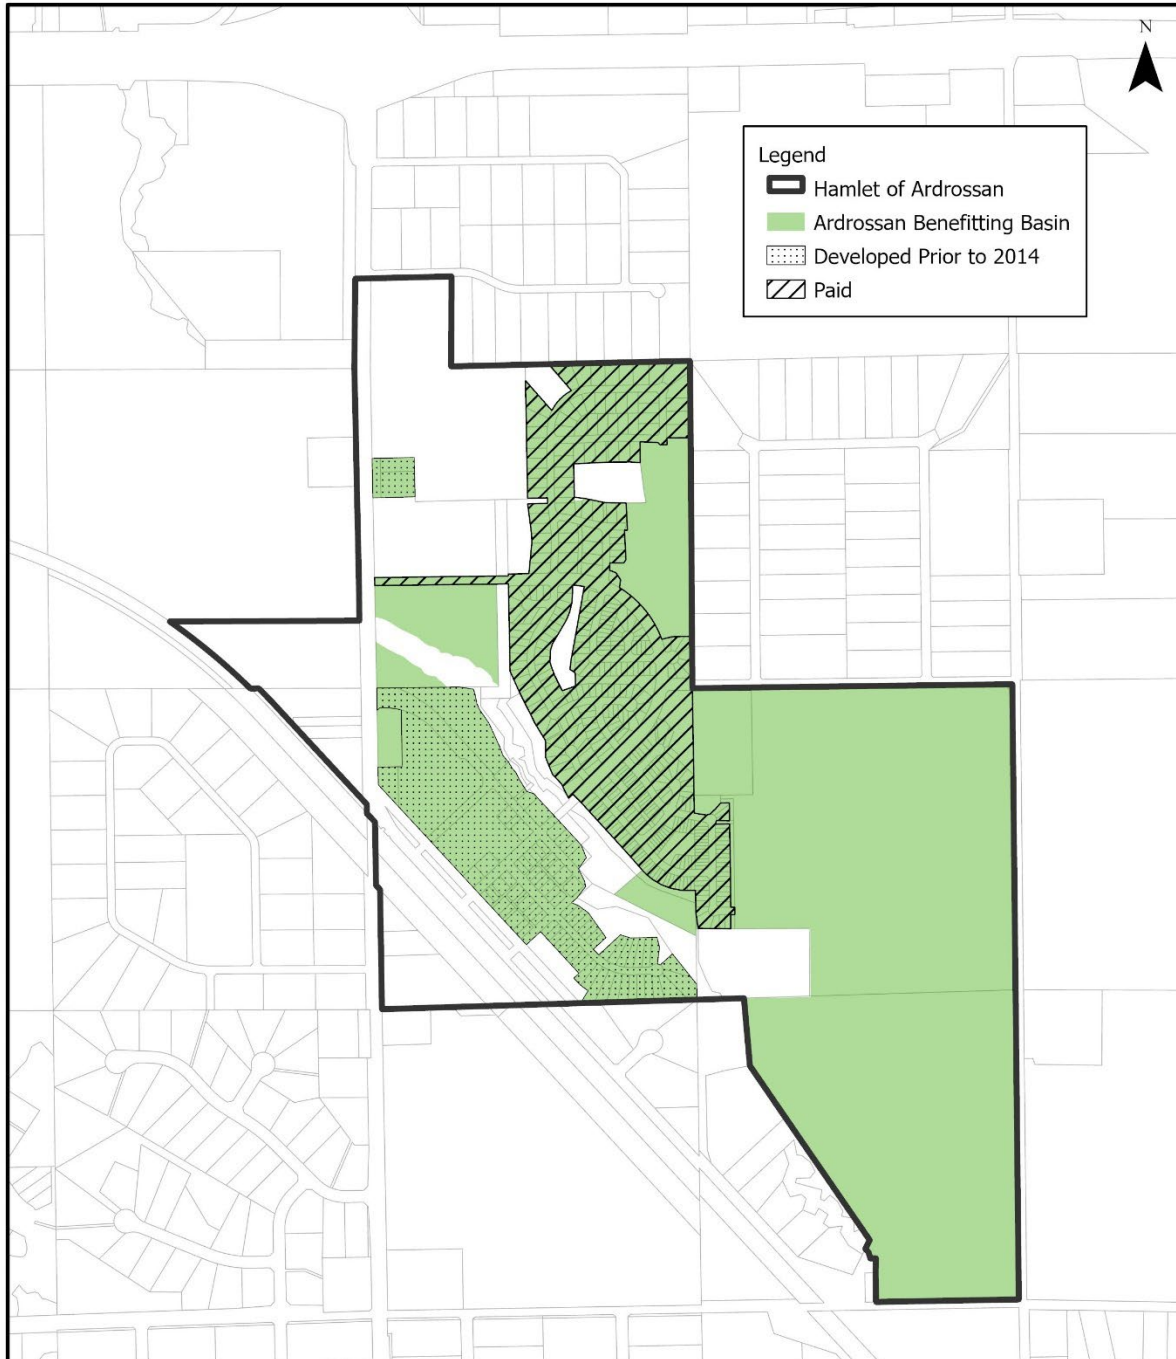 N
Legend
Hamlet of Ardrossan
Ardrossan Benefitting Basin
Developed Prior to 2014
Paid